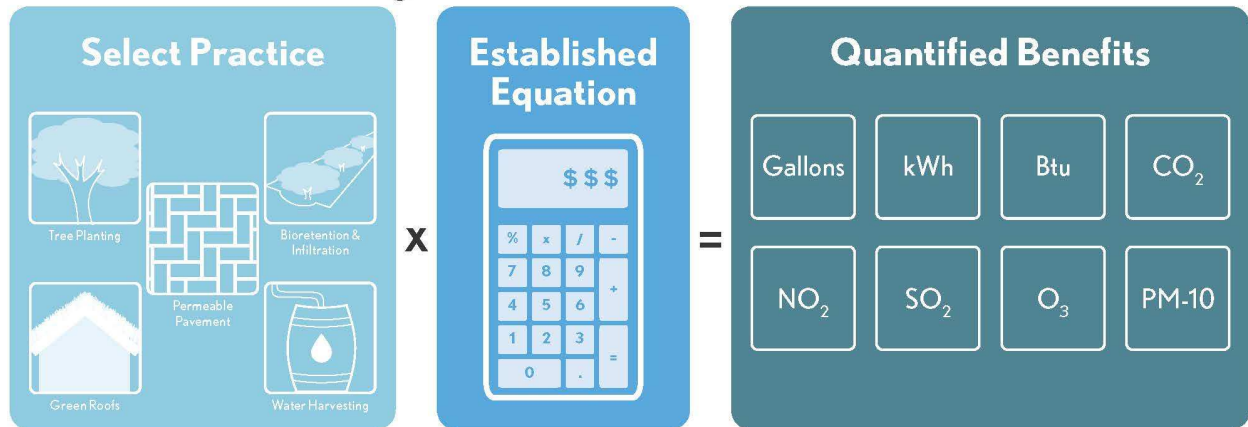 Select Practice
Tree Planting
Bioretention &
Infiltration
Permeable
Pavement
Green Roofs
Water Harvesting
x
Established
Equation
$ $ $
% x / -
7 8 9
+
4 5 6
1 2 3
=
0 .
=
Quantified Benefits
Gallons kWh Btu CO₂
NO₂ SO₂ O₃ PM-10